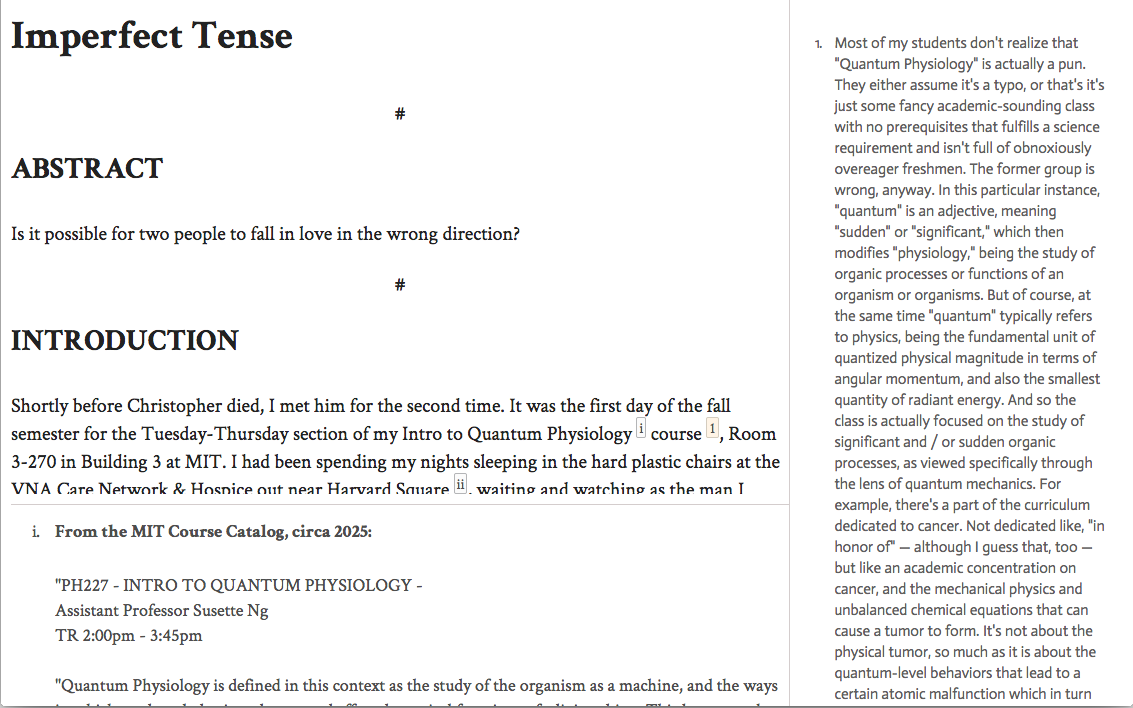 Imperfect Tense
#
ABSTRACT
Is it possible for two people to fall in love in the wrong direction?
#
INTRODUCTION
Shortly before Christopher died, I met him for the second time. It was the first day of the fall
semester for the Tuesday-Thursday section of my Intro to Quantum Physiology i course 1, Room
3-270 in Building 3 at MIT. I had been spending my nights sleeping in the hard plastic chairs at the
VNA Care Network & Hospice out near Harvard Square ii, waiting and watching as the man I
i. From the MIT Course Catalog, circa 2025:
"PH227 - INTRO TO QUANTUM PHYSIOLOGY -
Assistant Professor Susette Ng
TR 2:00pm - 3:45pm
"Quantum Physiology is defined in this context as the study of the organism as a machine, and the ways
1. Most of my students don't realize that
"Quantum Physiology" is actually a pun.
They either assume it's a typo, or that's it's
just some fancy academic-sounding class
with no prerequisites that fulfills a science
requirement and isn't full of obnoxiously
overeager freshmen. The former group is
wrong, anyway. In this particular instance,
"quantum" is an adjective, meaning
"sudden" or "significant," which then
modifies "physiology," being the study of
organic processes or functions of an
organism or organisms. But of course, at
the same time "quantum" typically refers
to physics, being the fundamental unit of
quantized physical magnitude in terms of
angular momentum, and also the smallest
quantity of radiant energy. And so the
class is actually focused on the study of
significant and / or sudden organic
processes, as viewed specifically through
the lens of quantum mechanics. For
example, there's a part of the curriculum
dedicated to cancer. Not dedicated like, "in
honor of" — although I guess that, too —
but like an academic concentration on
cancer, and the mechanical physics and
unbalanced chemical equations that can
cause a tumor to form. It's not about the
physical tumor, so much as it is about the
quantum-level behaviors that lead to a
certain atomic malfunction which in turn